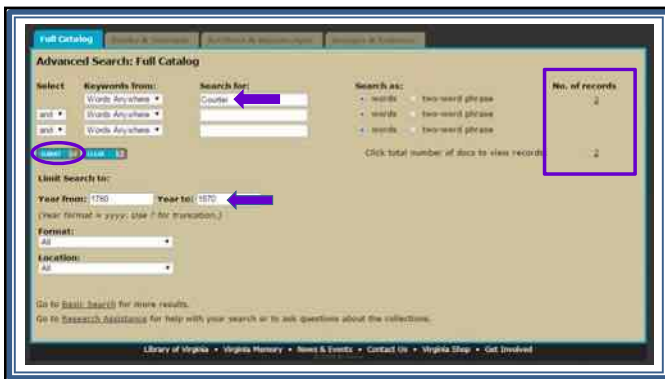 Full Catalog
Advanced Search: Full Catalog
Select Keywords from: Search for: Search as: No. of records
Words Anywhere words two-word phrase 2
and Words Anywhere words two-word phrase
and Words Anywhere words two-word phrase
Click total number of docs to view records 2
Limit Search to:
Year from: 1780 Year to: 1870
(Year format = yyyy. Use ? for truncation.)
Format:
All
Location:
All
Go to Basic Search for more results.
Go to Research Assistance for help with your search or to ask questions about the collections.
Library of Virginia • Virginia Memory • News & Events • Contact Us • Virginia Shop • Get Involved